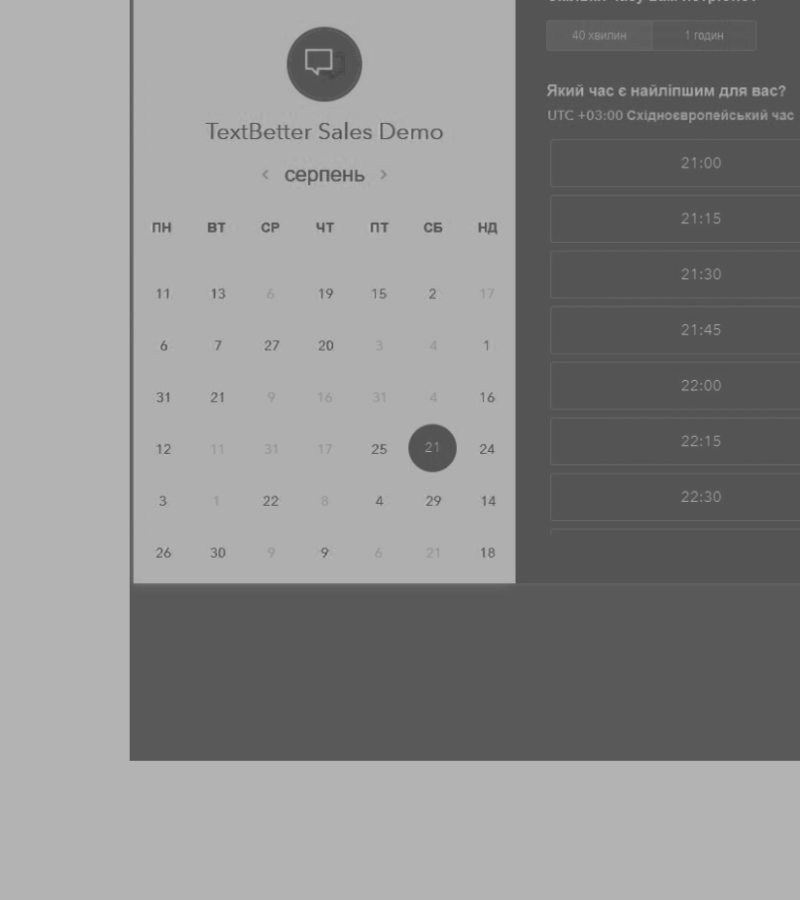 TextBetter Sales Demo
серпень
ПН ВТ СР ЧТ ПТ СБ НД
11 13 6 19 15 2 17
6 7 27 20 3 4 1
31 21 9 16 31 4 16
12 11 31 17 25 21 24
3 1 22 8 4 29 14
26 30 9 9 6 21 18
40 хвилин 1 годин
Який час є найліпшим для вас?
UTC +03:00 Східноєвропейський час
21:00
21:15
21:30
21:45
22:00
22:15
22:30